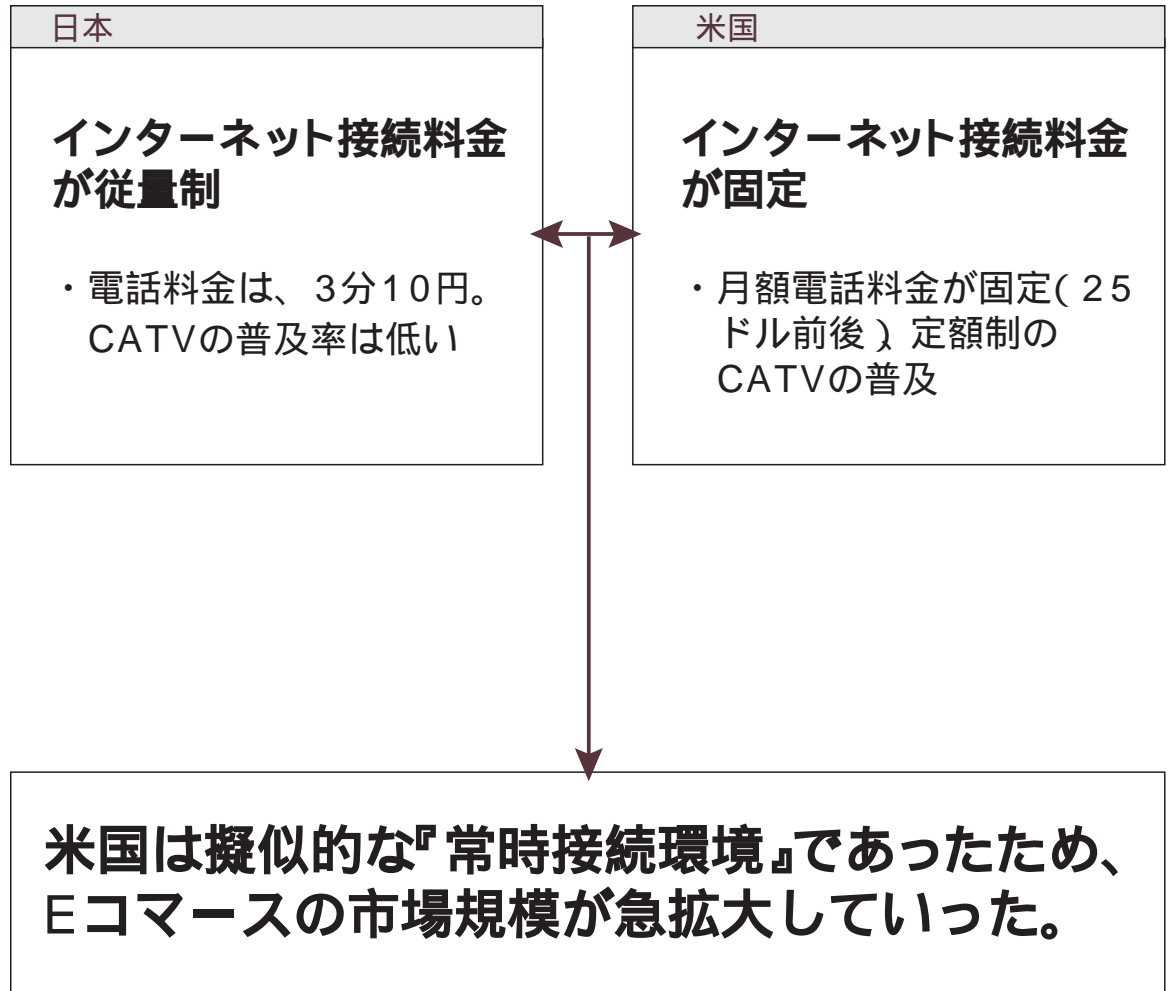 日本
インターネット接続料金
が従量制
・電話料金は、3分10円。
CATVの普及率は低い
米国
インターネット接続料金
が固定
・月額電話料金が固定(25
ドル前後)、定額制の
CATVの普及
米国は擬似的な『常時接続環境』であったため、
Eコマースの市場規模が急拡大していった。